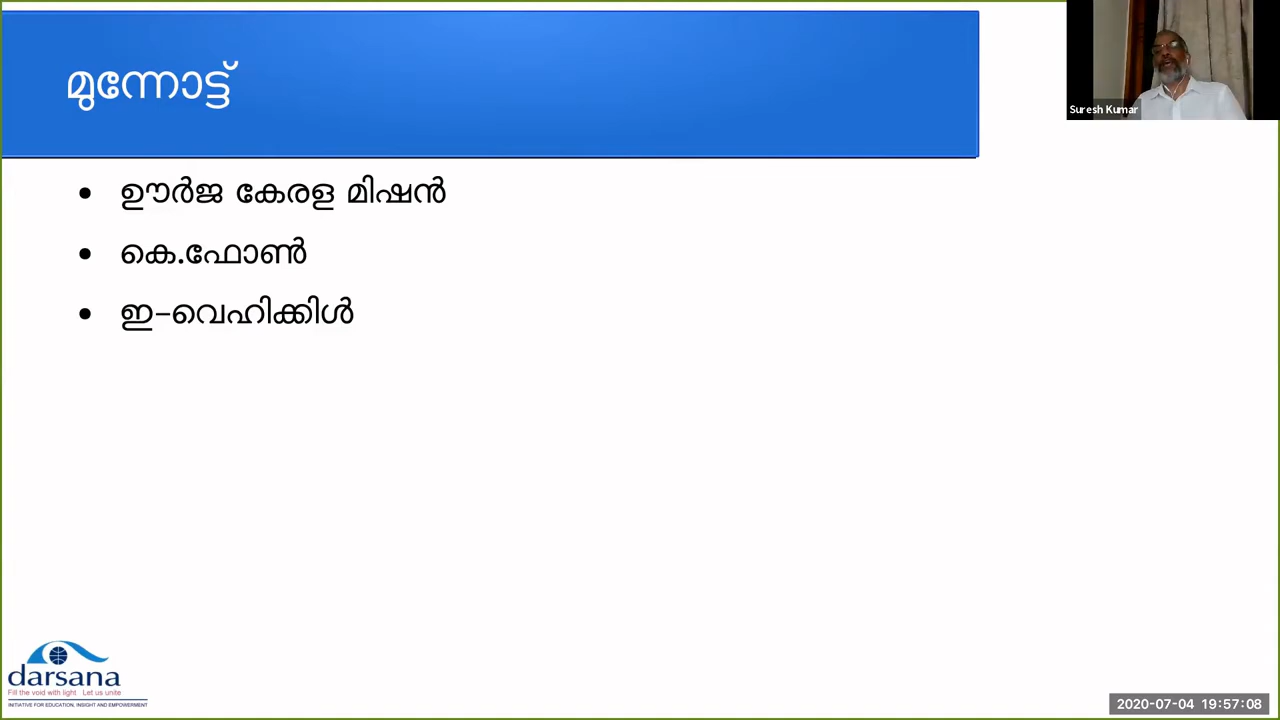 മുന്നോട്ട്
Suresh Kumar
• ഊർജ കേരള മിഷൻ
• കെ.ഫോൺ
• ഇ-വെഹിക്കിൾ
darsana
Fill the void with light Let us unite
INITIATIVE FOR EDUCATION, INSIGHT AND EMPOWERMENT
2020-07-04 19:57:08